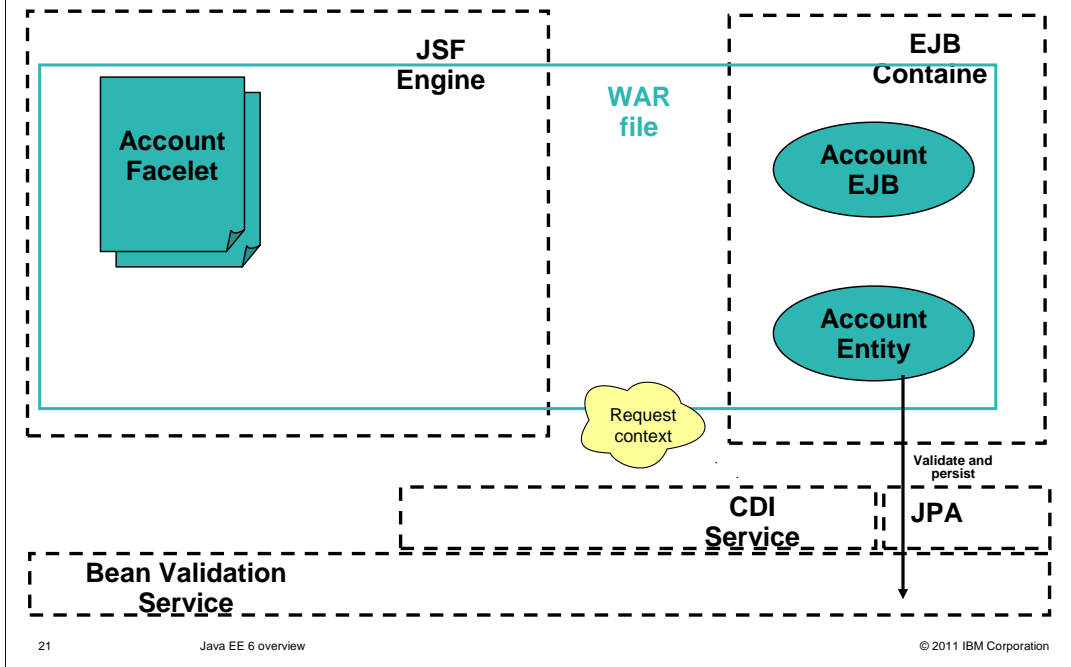 JSF
Engine
EJB
Containe
WAR
file
Account
Facelet
Account
EJB
Account
Entity
Request
context
Validate and
persist
CDI
Service
JPA
Bean Validation
Service
21
Java EE 6 overview
© 2011 IBM Corporation